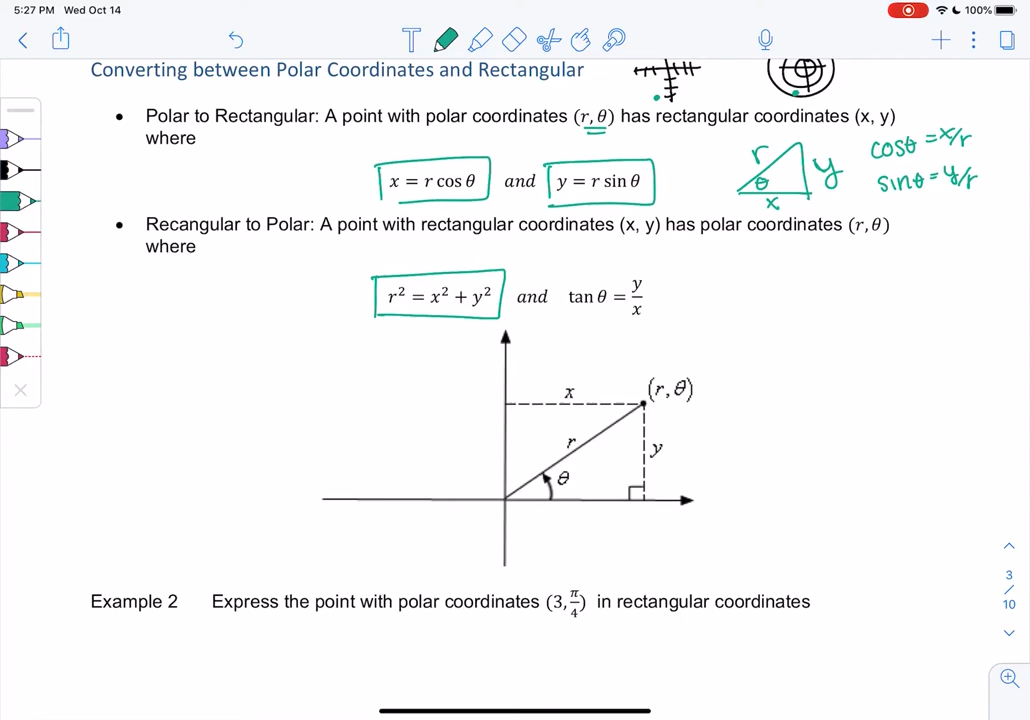 5:27 PM Wed Oct 14
100%
T
Converting between Polar Coordinates and Rectangular
• Polar to Rectangular: A point with polar coordinates (r, θ) has rectangular coordinates (x, y)
where
x = r cos θ and y = r sin θ
r
θ
x
y
cosθ = x/r
sinθ = y/r
• Recangular to Polar: A point with rectangular coordinates (x, y) has polar coordinates (r, θ)
where
r² = x² + y² and tan θ = y/x
x
(r, θ)
r
y
θ
Example 2 Express the point with polar coordinates (3, π/4) in rectangular coordinates
3
/
10